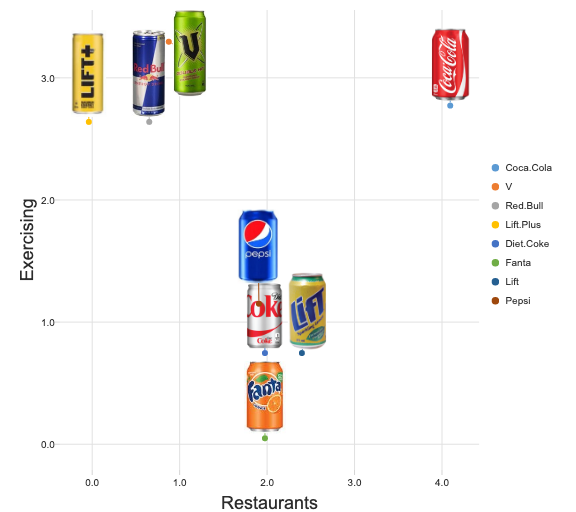 Exercising
3.0
2.0
1.0
0.0
0.0
1.0
2.0
3.0
4.0
Restaurants
LIFT+
Red Bull
V
Coca-Cola
pepsi
Coke
Coke
LiFT
Fanta
Coca.Cola
V
Red.Bull
Lift.Plus
Diet.Coke
Fanta
Lift
Pepsi